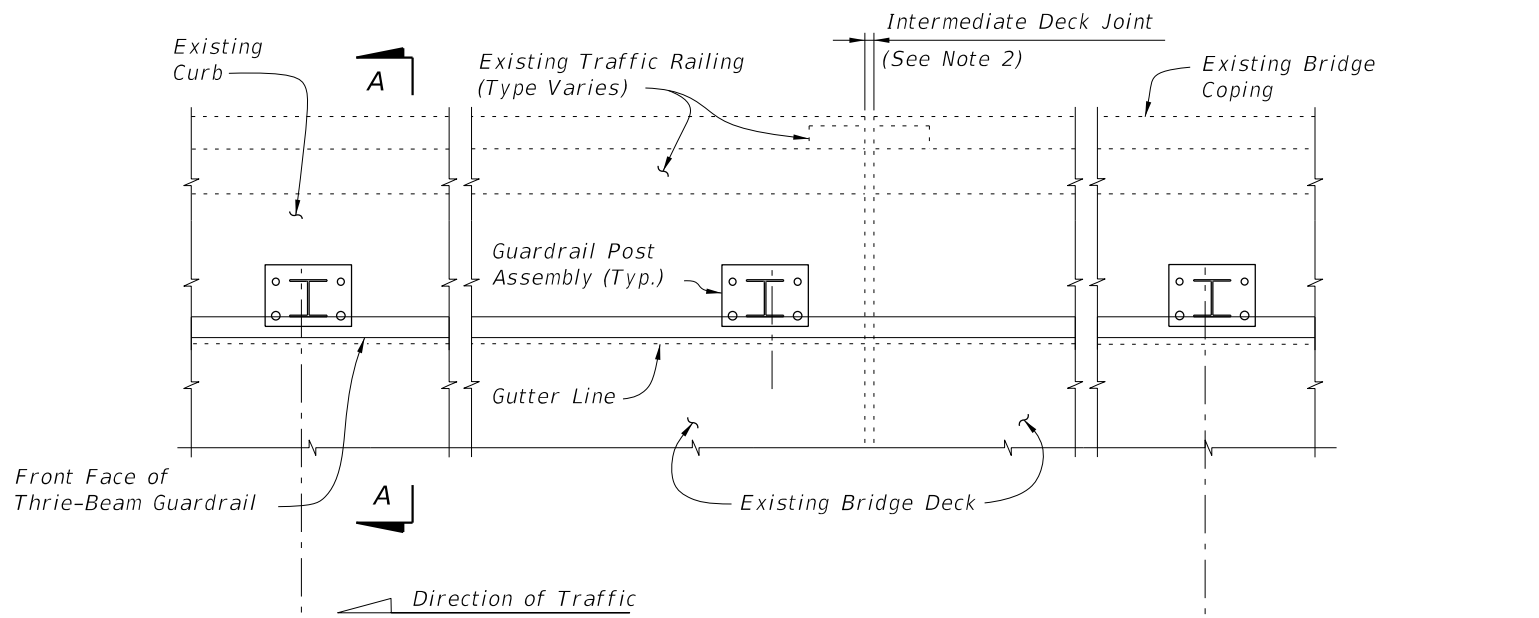 Intermediate Deck Joint
(See Note 2)
Existing
Curb
A
Existing Traffic Railing
(Type Varies)
Existing Bridge
Coping
Guardrail Post
Assembly (Typ.)
Gutter Line
Front Face of
Thrie-Beam Guardrail
A
Existing Bridge Deck
Direction of Traffic